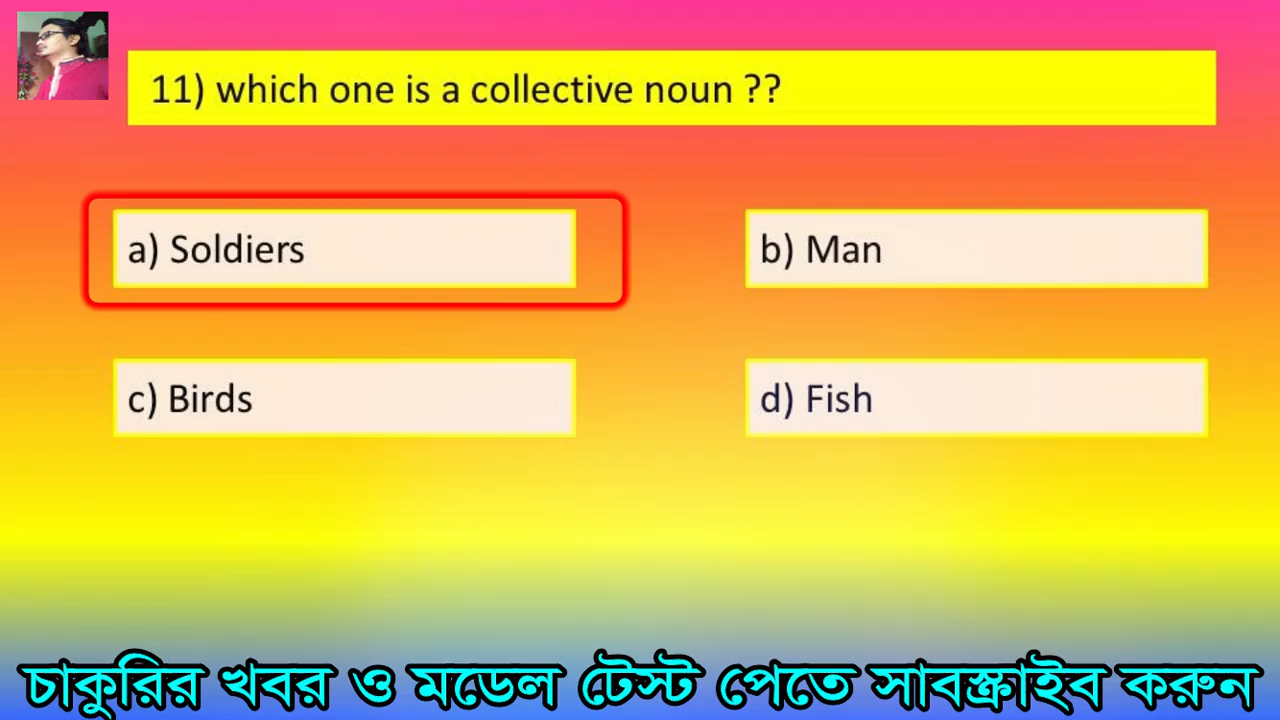 11) which one is a collective noun ??
a) Soldiers
b) Man
c) Birds
d) Fish
চাকুরির খবর ও মডেল টেস্ট পেতে সাবস্ক্রাইব করুন